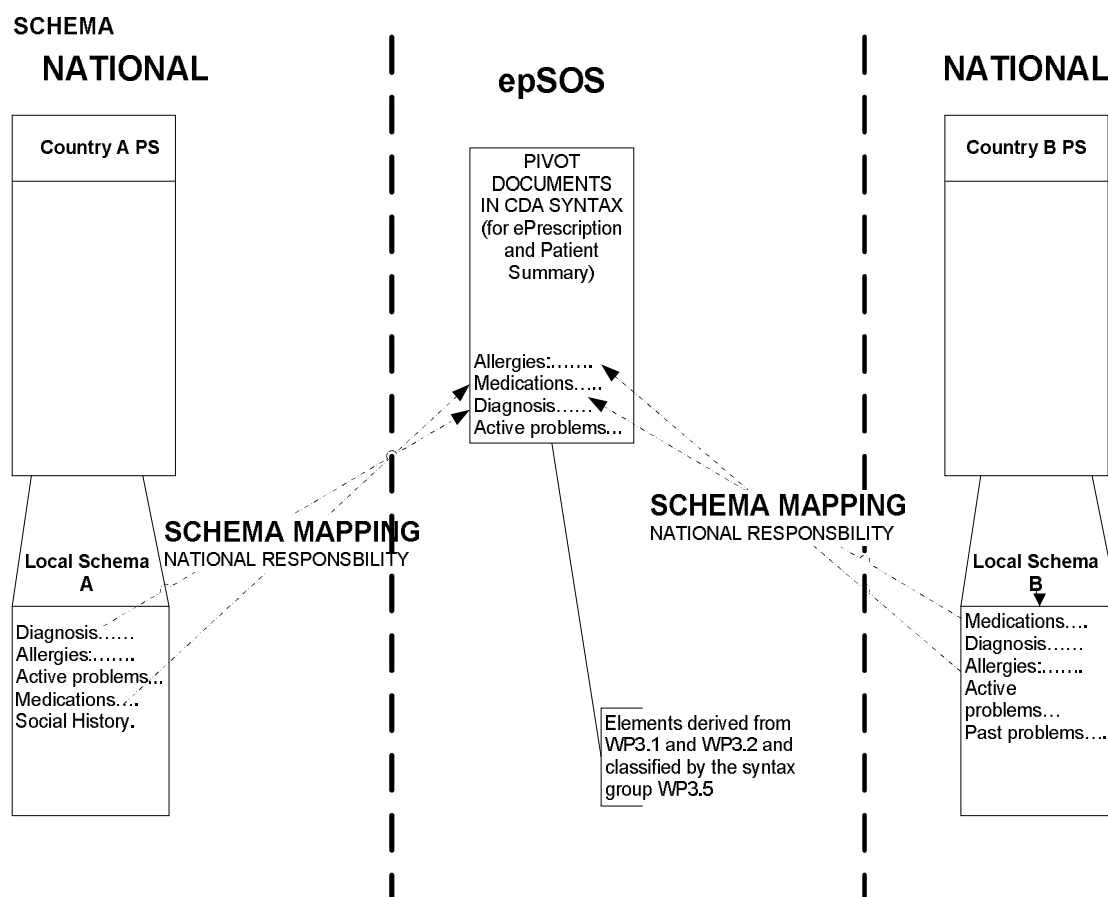 SCHEMA
NATIONAL
epSOS
NATIONAL
Country A PS
PIVOT
DOCUMENTS
IN CDA SYNTAX
(for ePrescription
and Patient
Summary)
Allergies:…….
Medications…..
Diagnosis……
Active problems…
Country B PS
SCHEMA MAPPING
NATIONAL RESPONSBILITY
SCHEMA MAPPING
NATIONAL RESPONSBILITY
Local Schema
A
Diagnosis……
Allergies:…….
Active problems…
Medications….
Social History.
Local Schema
B
Medications….
Diagnosis……
Allergies:…….
Active
problems…
Past problems….
Elements derived from
WP3.1 and WP3.2 and
classified by the syntax
group WP3.5